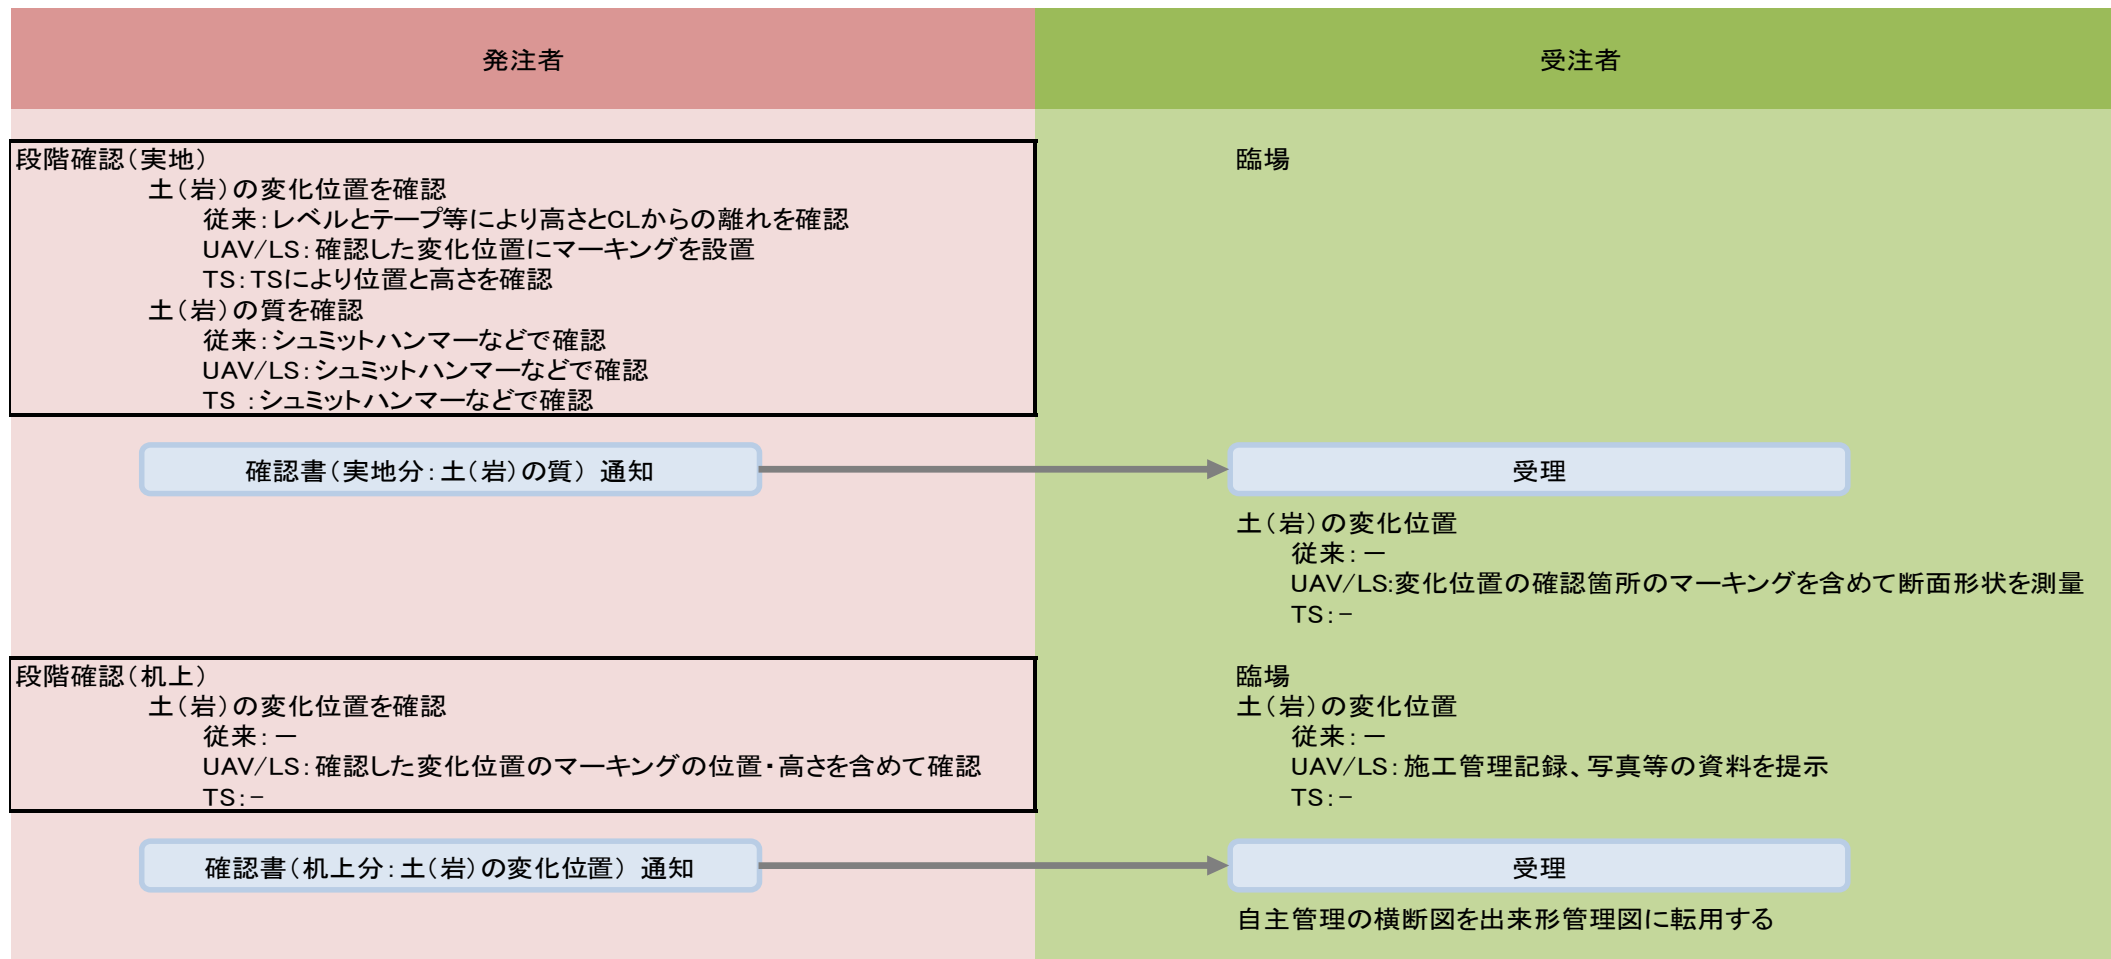 発注者
受注者
段階確認(実地)
土(岩)の変化位置を確認
従来:レベルとテープ等により高さとCLからの離れを確認
UAV/LS:確認した変化位置にマーキングを設置
TS:TSにより位置と高さを確認
土(岩)の質を確認
従来:シュミットハンマーなどで確認
UAV/LS:シュミットハンマーなどで確認
TS :シュミットハンマーなどで確認
臨場
確認書(実地分:土(岩)の質) 通知
受理
土(岩)の変化位置
従来:－
UAV/LS:変化位置の確認箇所のマーキングを含めて断面形状を測量
TS:-
段階確認(机上)
土(岩)の変化位置を確認
従来:－
UAV/LS:確認した変化位置のマーキングの位置・高さを含めて確認
TS:-
臨場
土(岩)の変化位置
従来:－
UAV/LS:施工管理記録、写真等の資料を提示
TS:-
確認書(机上分:土(岩)の変化位置) 通知
受理
自主管理の横断図を出来形管理図に転用する